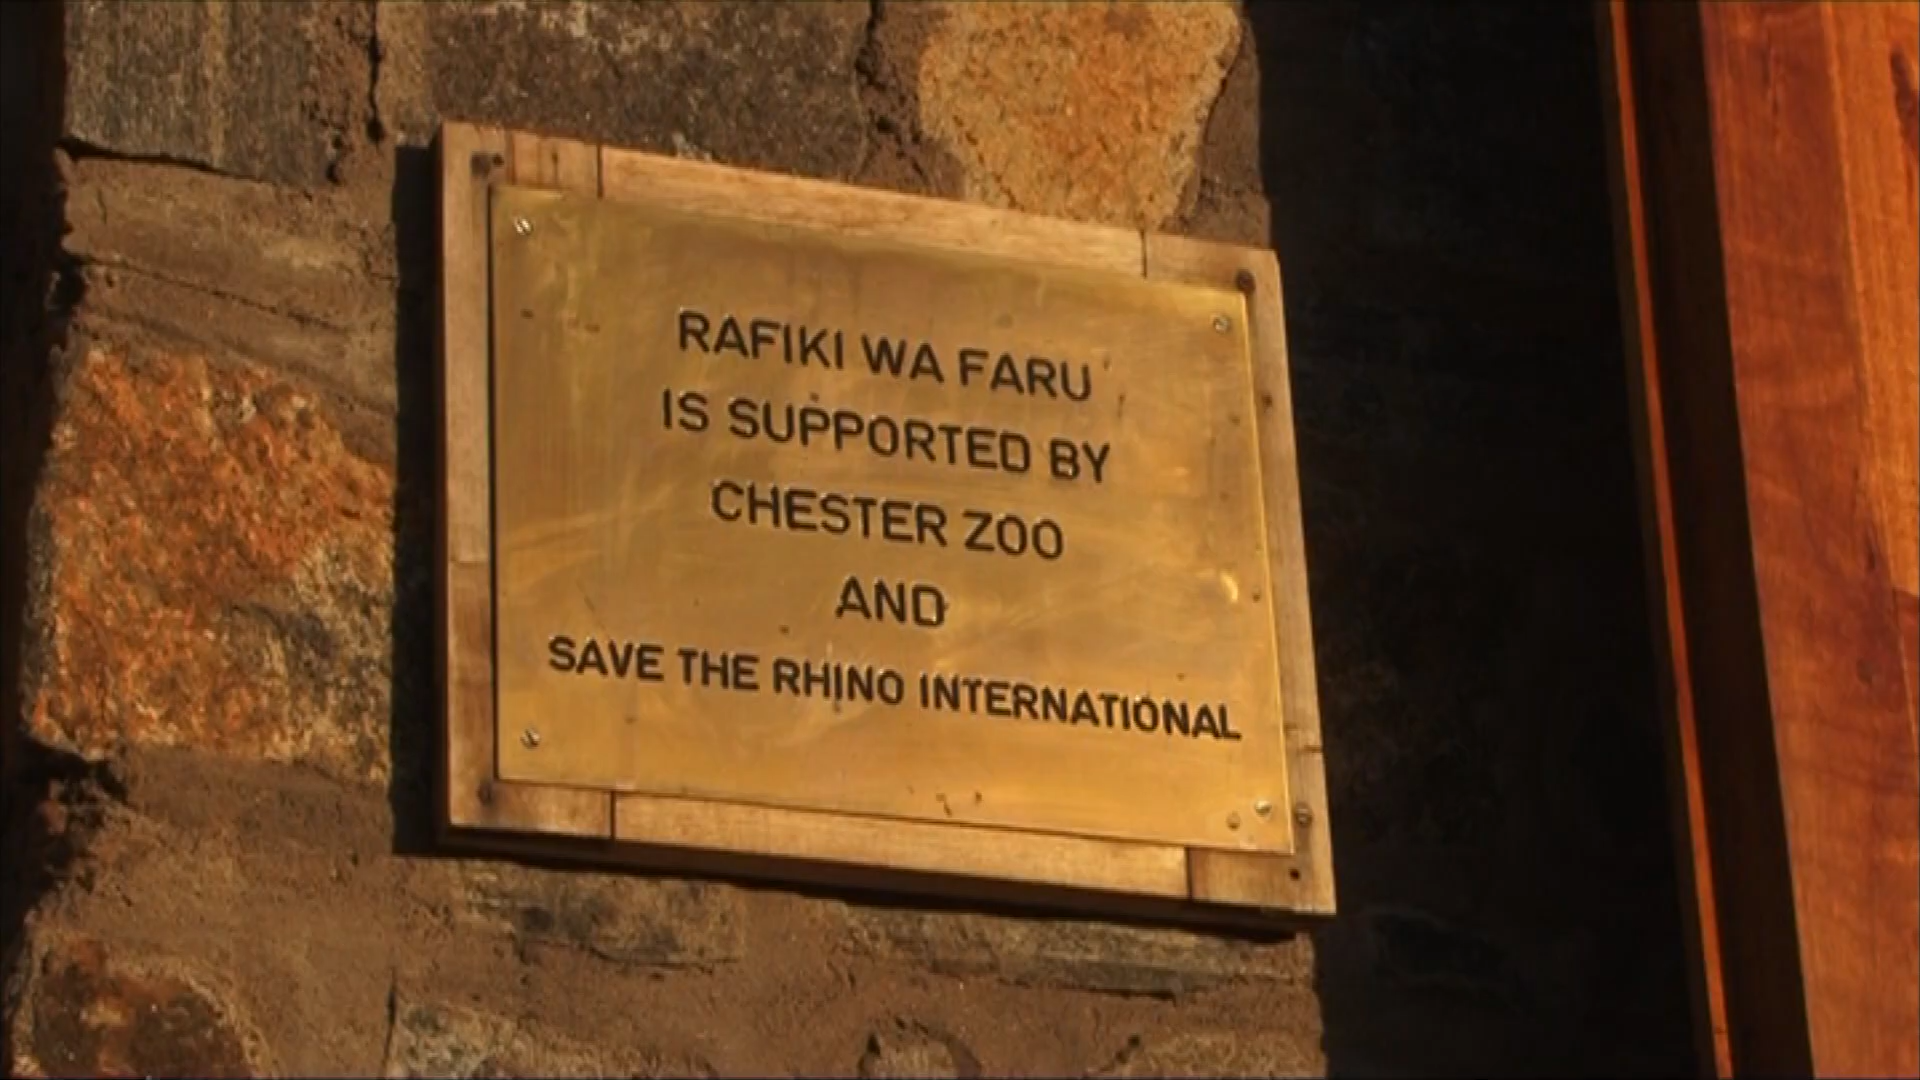 RAFIKI WA FARU
IS SUPPORTED BY
CHESTER ZOO
AND
SAVE THE RHINO INTERNATIONAL